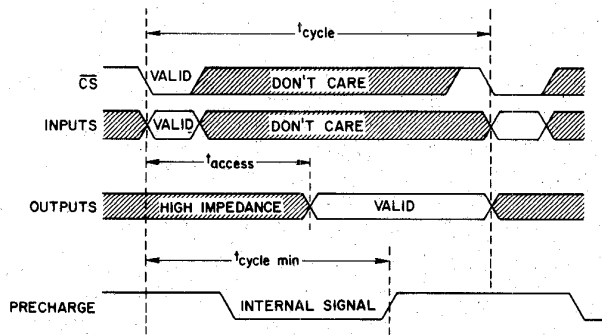 tcycle
CS VALID DON'T CARE
INPUTS VALID DON'T CARE
taccess
OUTPUTS HIGH IMPEDANCE VALID
tcycle min
PRECHARGE INTERNAL SIGNAL